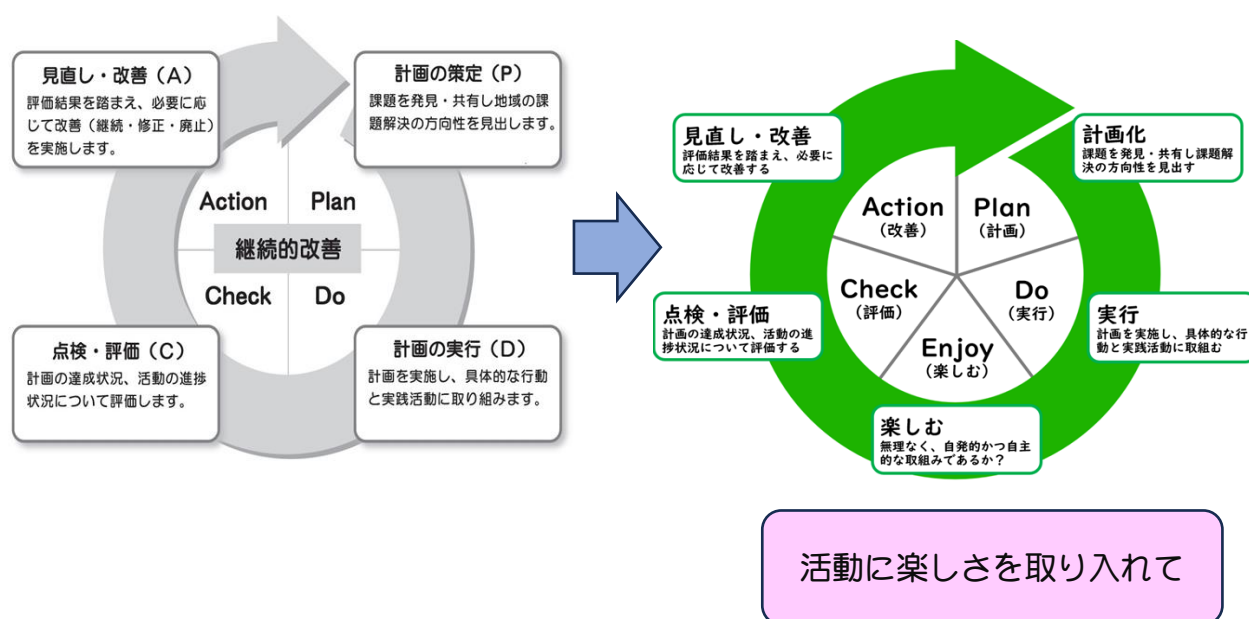 見直し・改善（A）
評価結果を踏まえ、必要に応
じて改善（継続・修正・廃止）
を実施します。
計画の策定（P）
課題を発見・共有し地域の課
題解決の方向性を見出します。
Action
Plan
継続的改善
Check
Do
点検・評価（C）
計画の達成状況、活動の進捗
状況について評価します。
計画の実行（D）
計画を実施し、具体的な行動
と実践活動に取り組みます。
見直し・改善
評価結果を踏まえ、必要に
応じて改善する
計画化
課題を発見・共有し課題解
決の方向性を見出す
Action
（改善）
Plan
（計画）
Check
（評価）
Do
（実行）
Enjoy
（楽しむ）
点検・評価
計画の達成状況、活動の進
捗状況について評価する
実行
計画を実施し、具体的な行
動と実践活動に取組む
楽しむ
無理なく、自発的かつ自主
的な取組みであるか？
活動に楽しさを取り入れて